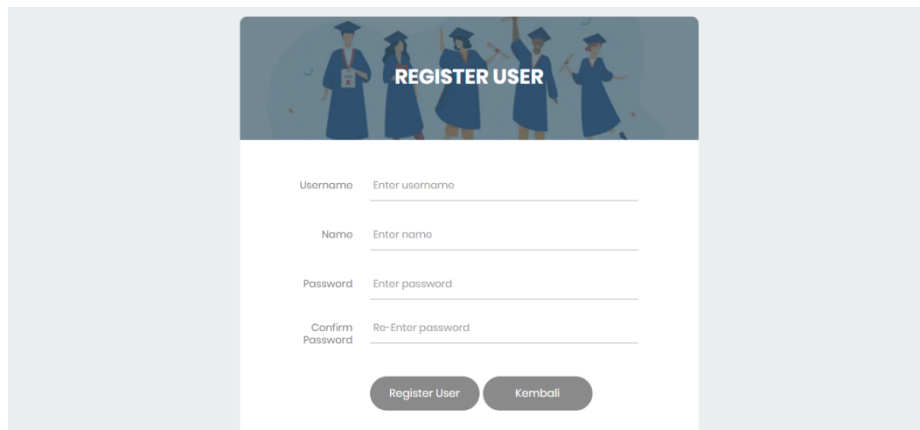 REGISTER USER
Username Enter username
Name Enter name
Password Enter password
Confirm Password Re-Enter password
Register User Kembali